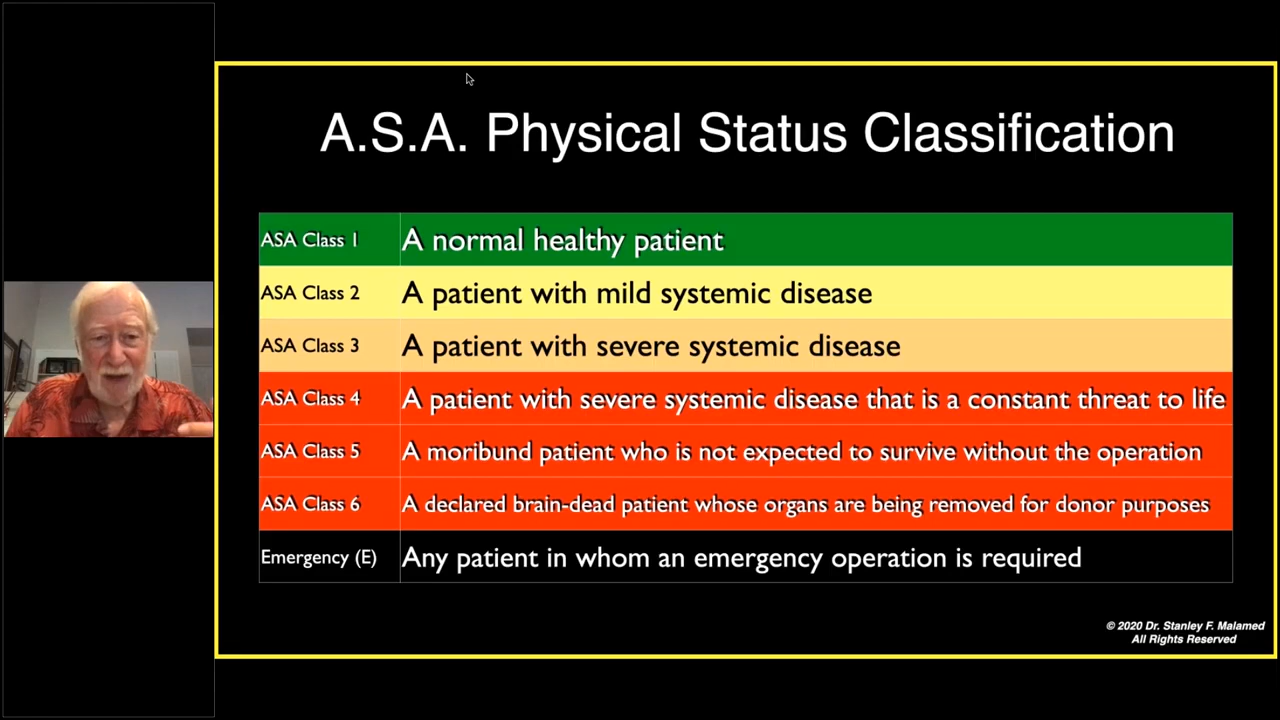 A.S.A. Physical Status Classification
ASA Class 1 A normal healthy patient
ASA Class 2 A patient with mild systemic disease
ASA Class 3 A patient with severe systemic disease
ASA Class 4 A patient with severe systemic disease that is a constant threat to life
ASA Class 5 A moribund patient who is not expected to survive without the operation
ASA Class 6 A declared brain-dead patient whose organs are being removed for donor purposes
Emergency (E) Any patient in whom an emergency operation is required
© 2020 Dr. Stanley F. Malamed
All Rights Reserved